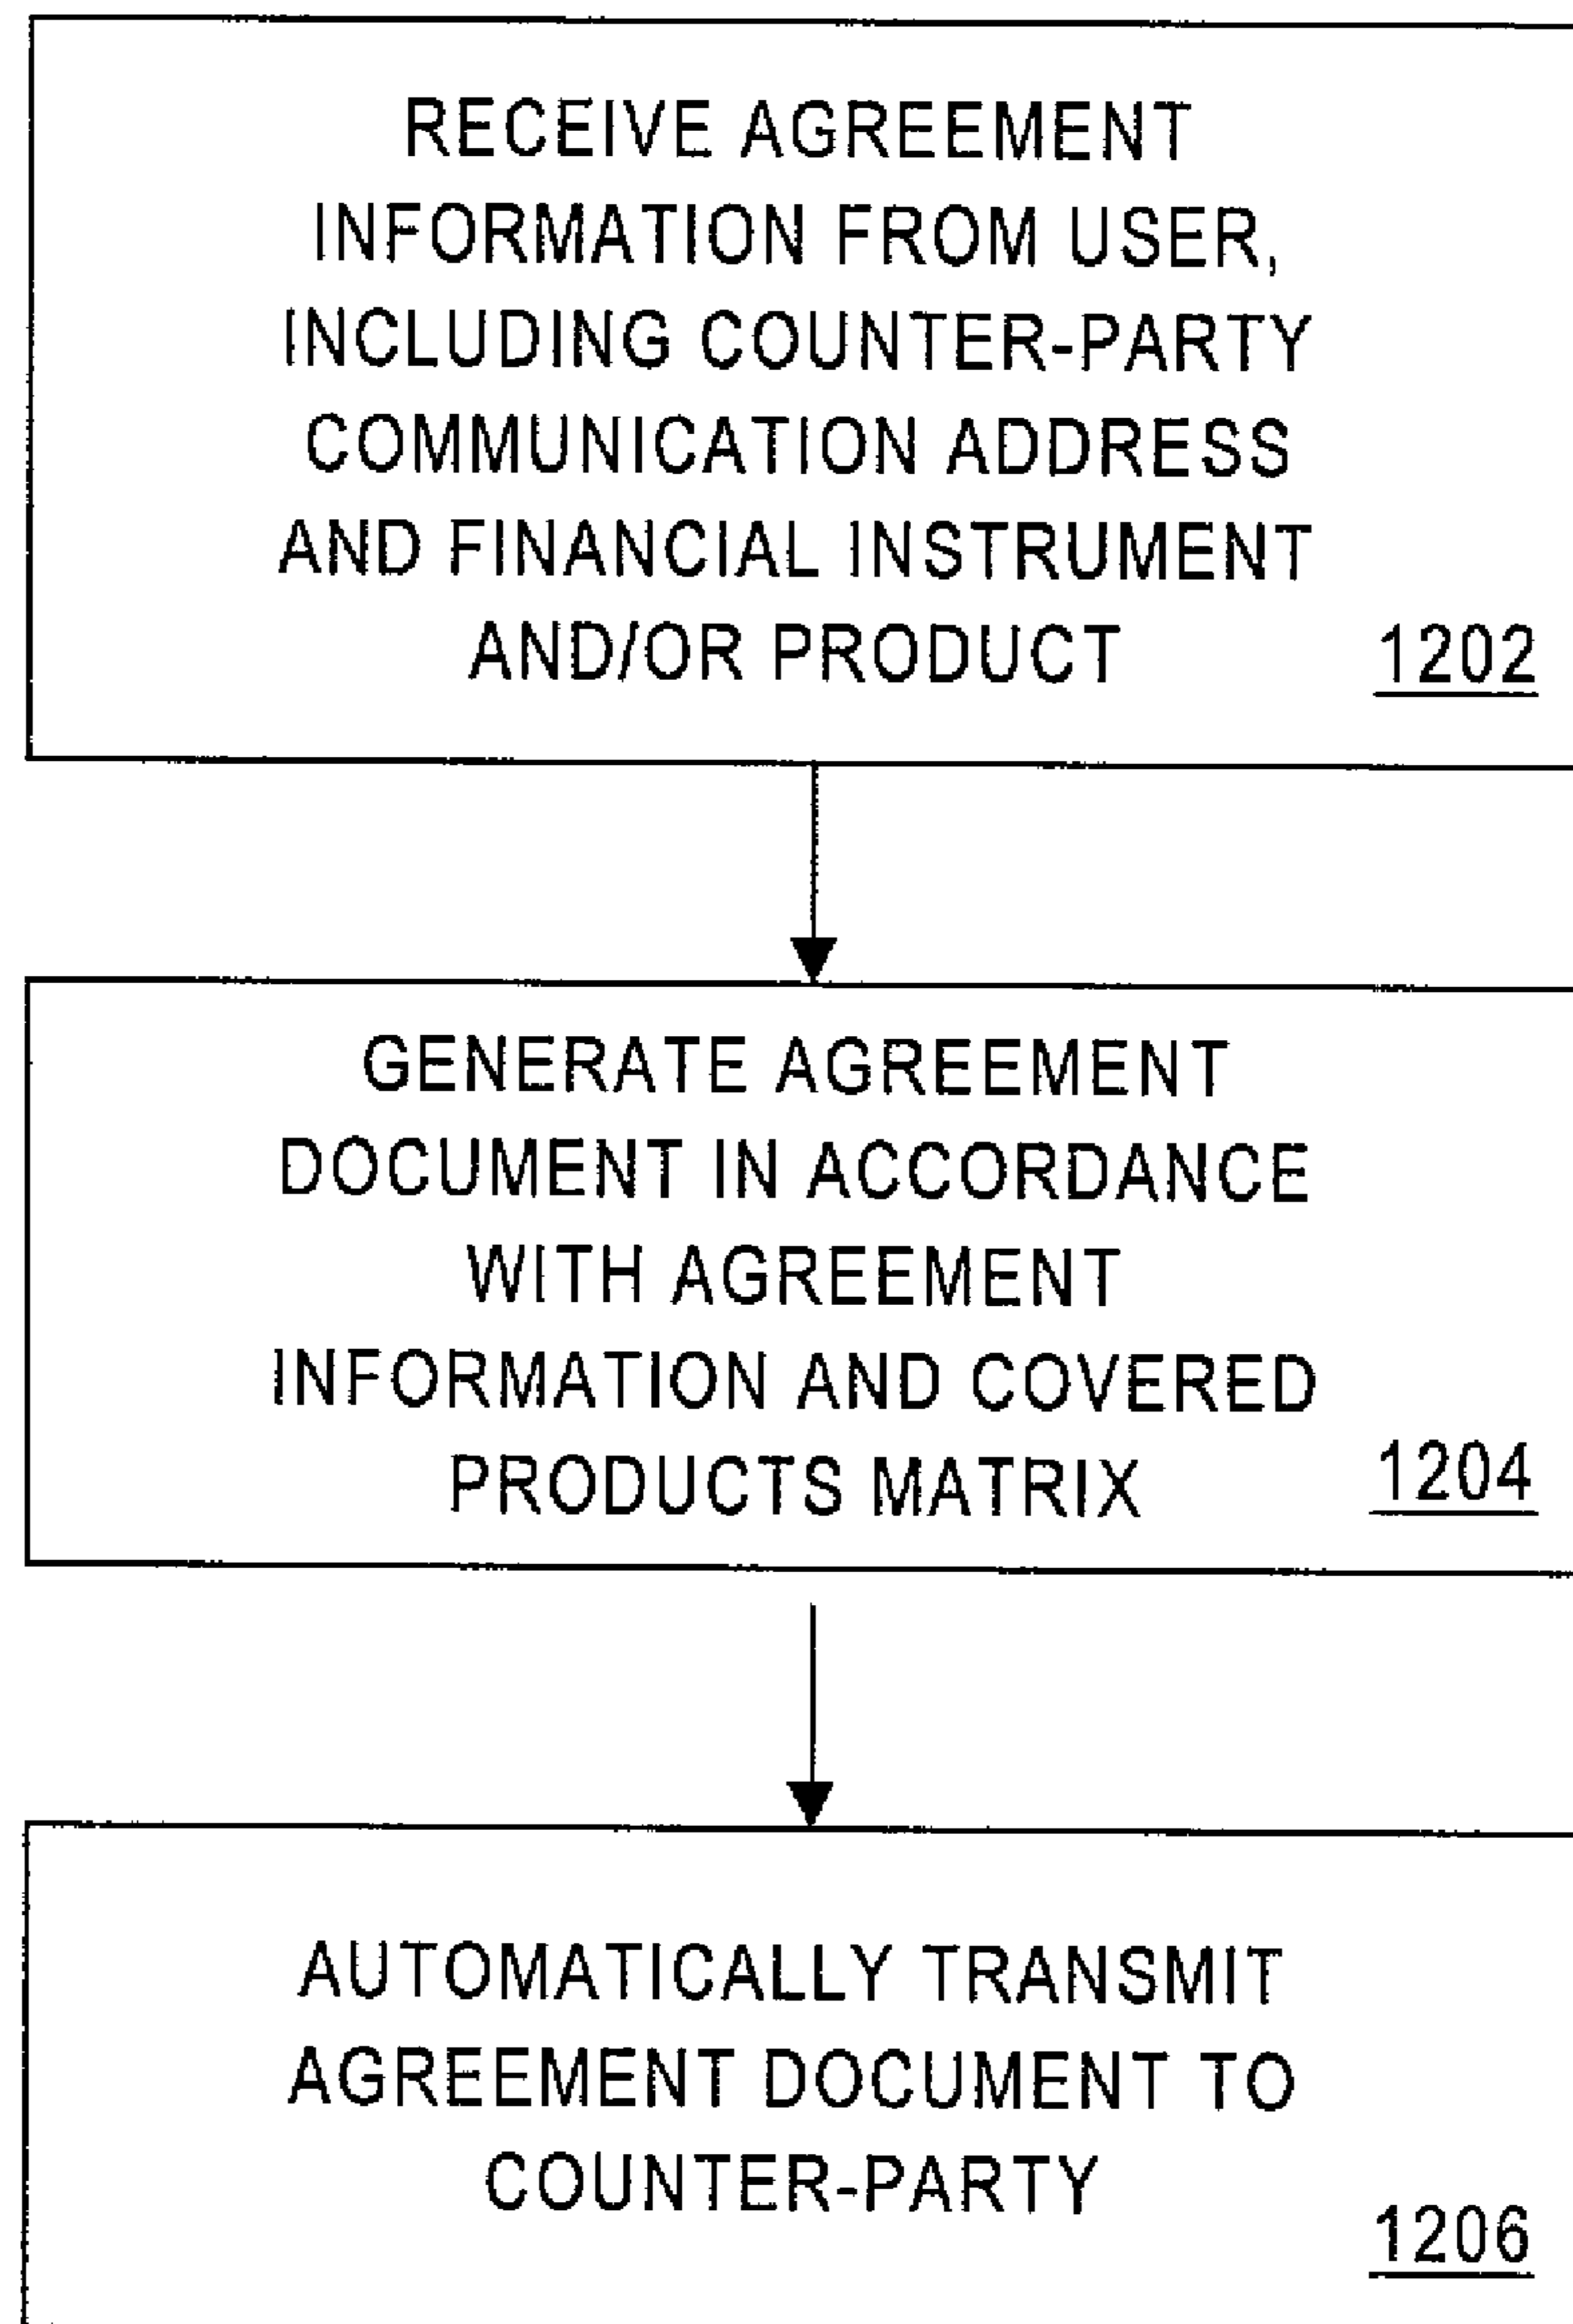 RECEIVE AGREEMENT
INFORMATION FROM USER,
INCLUDING COUNTER-PARTY
COMMUNICATION ADDRESS
AND FINANCIAL INSTRUMENT
AND/OR PRODUCT 1202
GENERATE AGREEMENT
DOCUMENT IN ACCORDANCE
WITH AGREEMENT
INFORMATION AND COVERED
PRODUCTS MATRIX 1204
AUTOMATICALLY TRANSMIT
AGREEMENT DOCUMENT TO
COUNTER-PARTY
1206